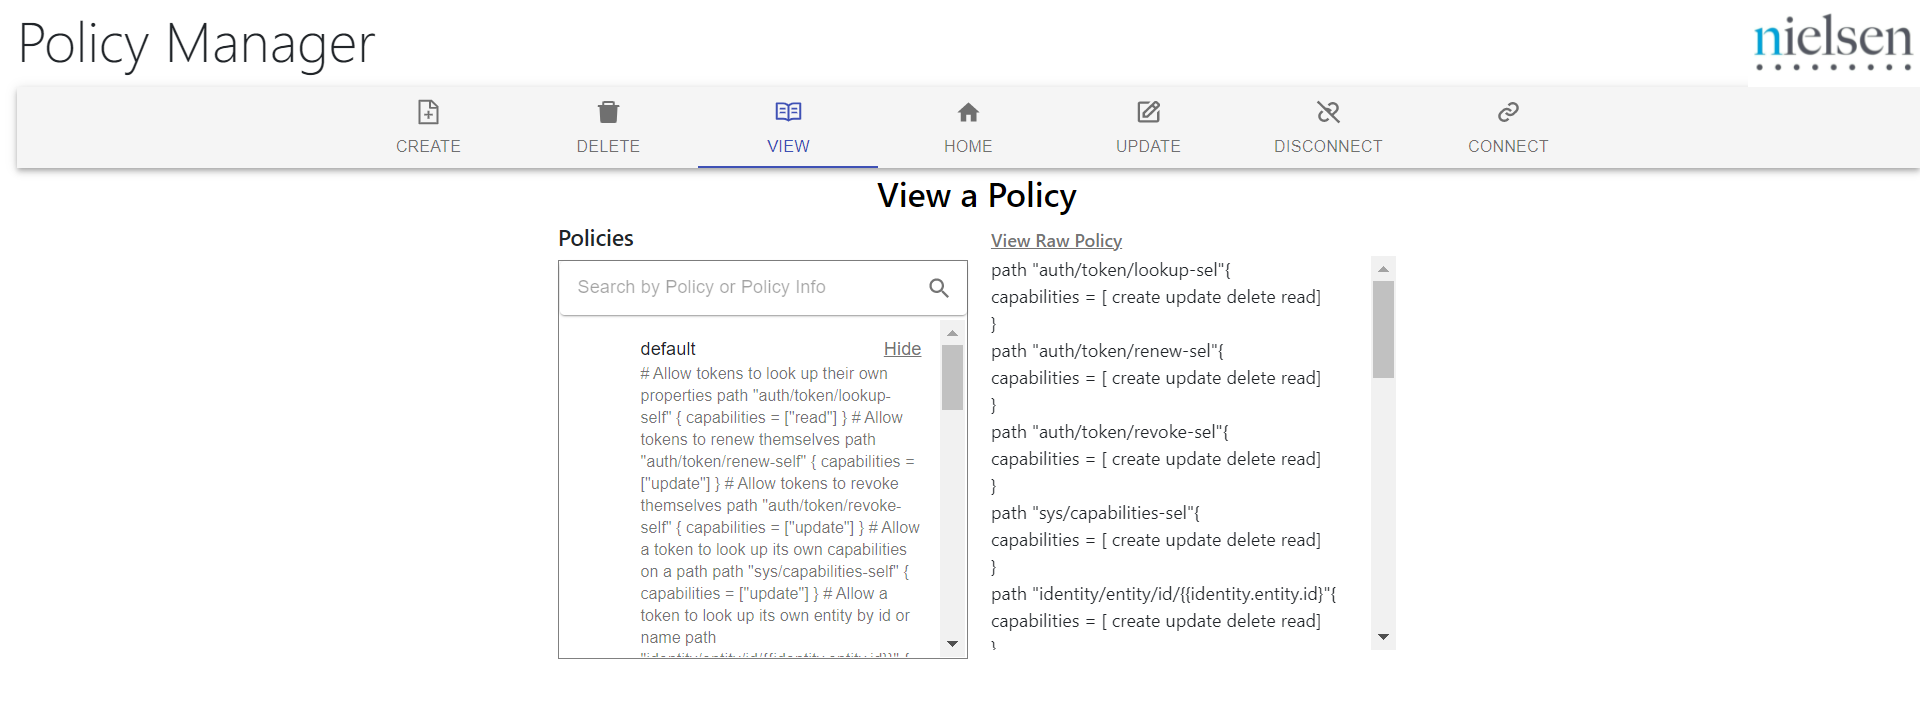 Policy Manager
nielsen
CREATE
DELETE
VIEW
HOME
UPDATE
DISCONNECT
CONNECT
View a Policy
Policies
Search by Policy or Policy Info
default
Hide
# Allow tokens to look up their own
properties path "auth/token/lookup-
self" { capabilities = ["read"] } # Allow
tokens to renew themselves path
"auth/token/renew-self" { capabilities =
["update"] } # Allow tokens to revoke
themselves path "auth/token/revoke-
self" { capabilities = ["update"] } # Allow
a token to look up its own capabilities
on a path path "sys/capabilities-self" {
capabilities = ["update"] } # Allow a
token to look up its own entity by id or
name path
"identity/entity/id/{{identity.entity.id}}" {
View Raw Policy
path "auth/token/lookup-sel"{
capabilities = [ create update delete read]
}
path "auth/token/renew-sel"{
capabilities = [ create update delete read]
}
path "auth/token/revoke-sel"{
capabilities = [ create update delete read]
}
path "sys/capabilities-sel"{
capabilities = [ create update delete read]
}
path "identity/entity/id/{{identity.entity.id}"{
capabilities = [ create update delete read]
}